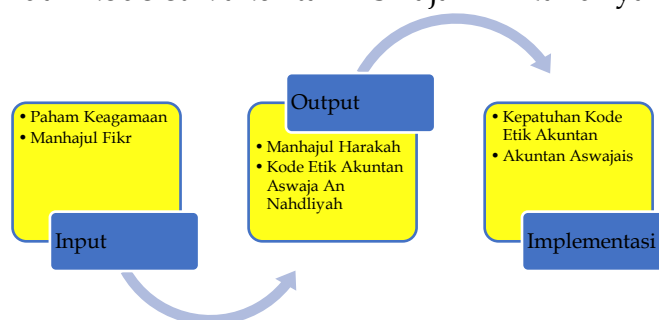 • Paham Keagamaan
• Manhajul Fikr
Input
Output
• Manhajul Harakah
• Kode Etik Akuntan
Aswaja An
Nahdliyah
• Kepatuhan Kode
Etik Akuntan
• Akuntan Aswajais
Implementasi